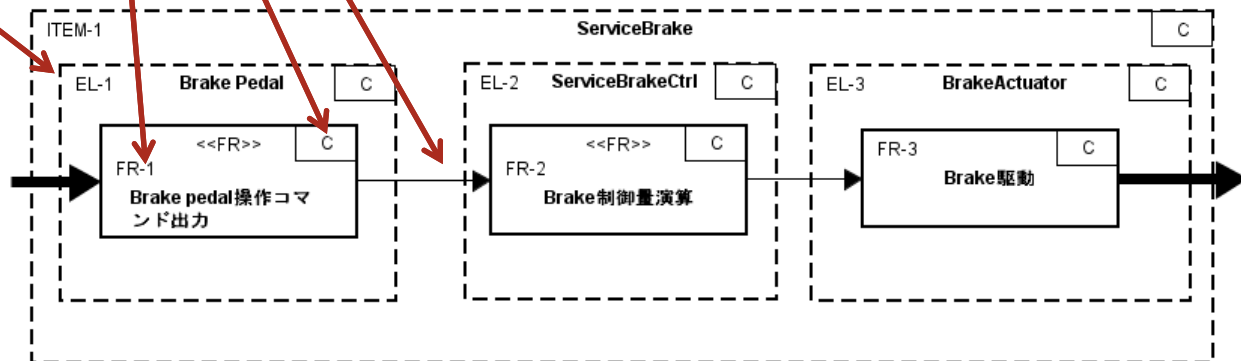 ITEM-1
ServiceBrake
C
EL-1
Brake Pedal
C
EL-2
ServiceBrakeCtrl
C
EL-3
BrakeActuator
C
<<FR>>
C
FR-1
Brake pedal操作コマ
ンド出力
<<FR>>
C
FR-2
Brake制御量演算
FR-3
C
Brake駆動